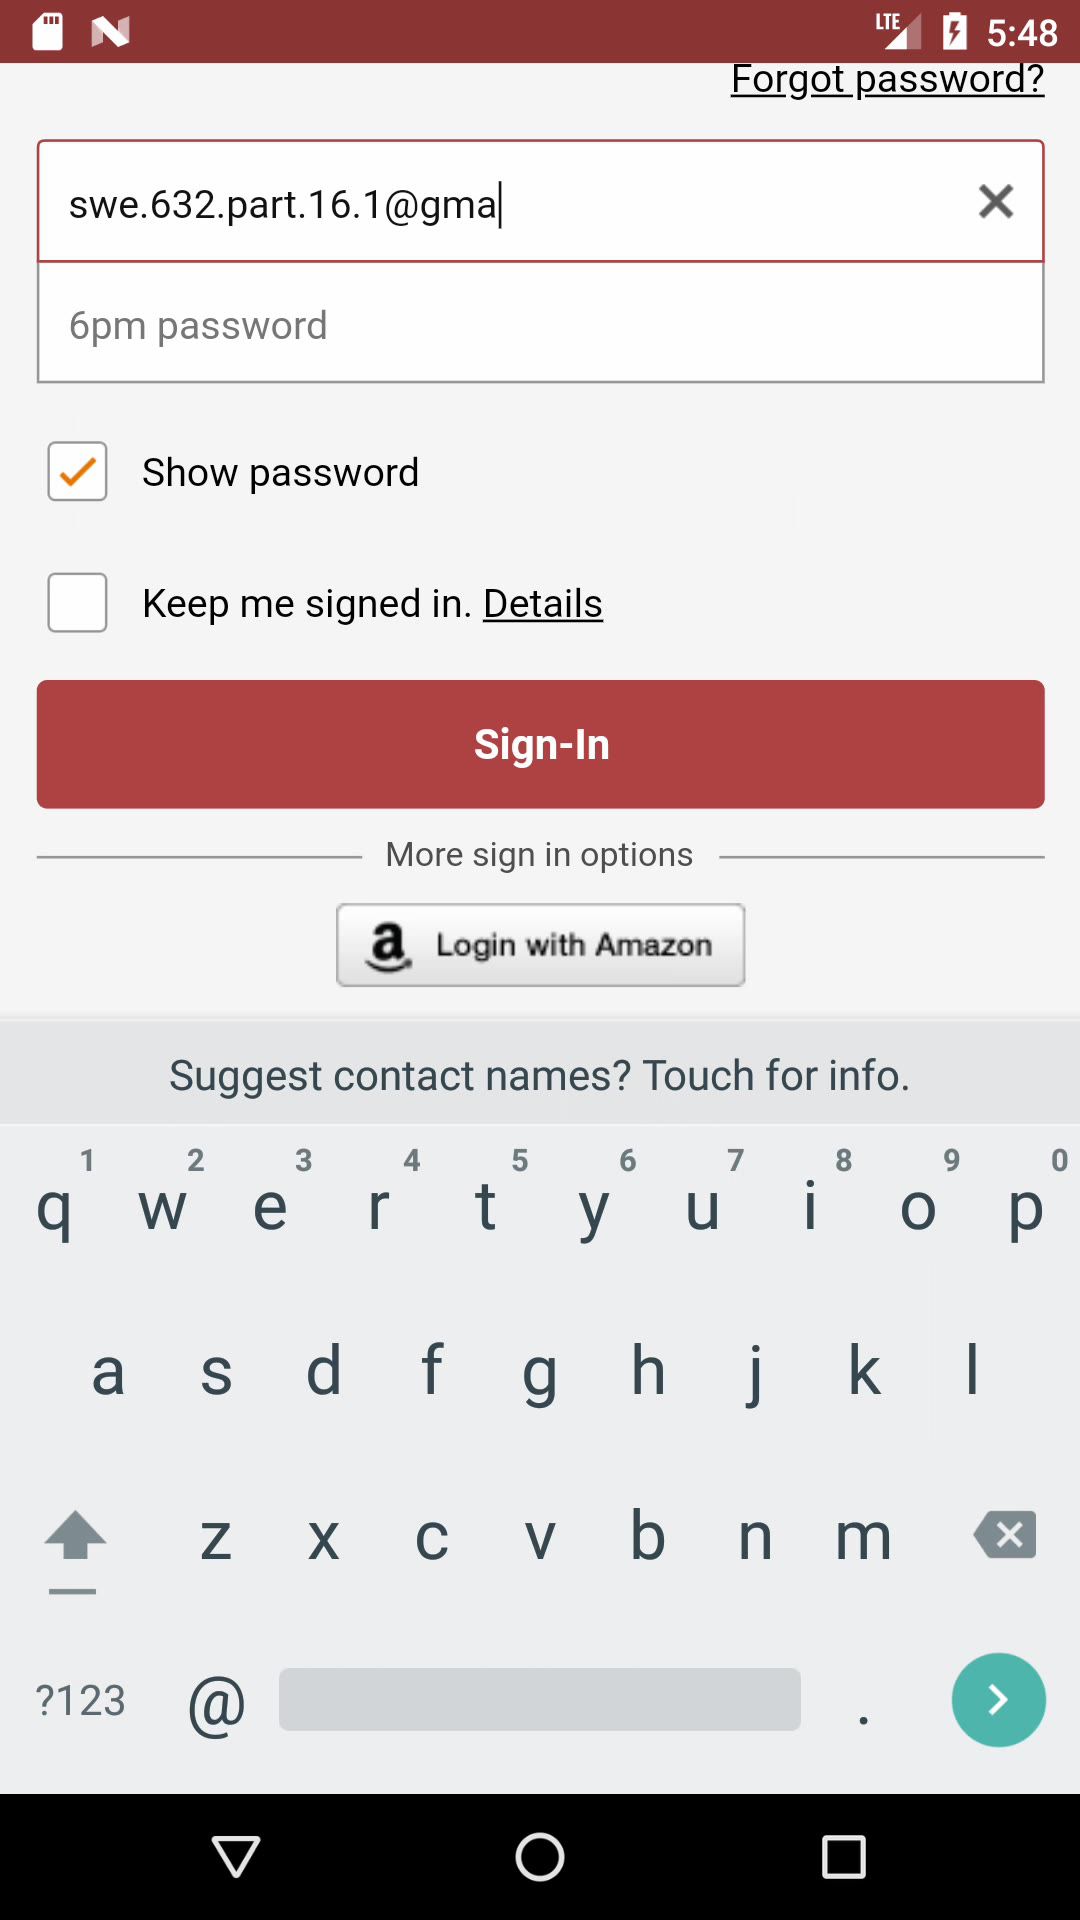 LTE 5:48
Forgot password?
swe.632.part.16.1@gma
6pm password
Show password
Keep me signed in. Details
Sign-In
More sign in options
a Login with Amazon
Suggest contact names? Touch for info.
1 2 3 4 5 6 7 8 9 0
q w e r t y u i o p
a s d f g h j k l
z x c v b n m
?123 @ .